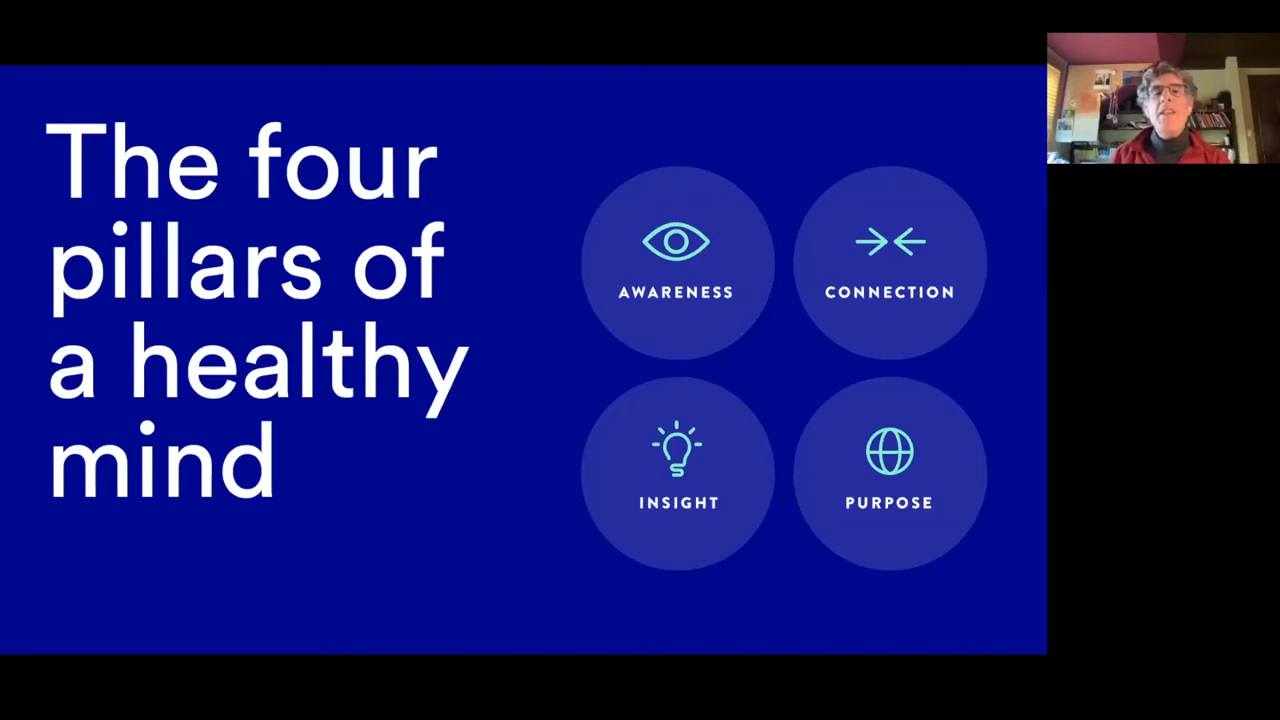 The four
pillars of
a healthy
mind
AWARENESS
CONNECTION
INSIGHT
PURPOSE